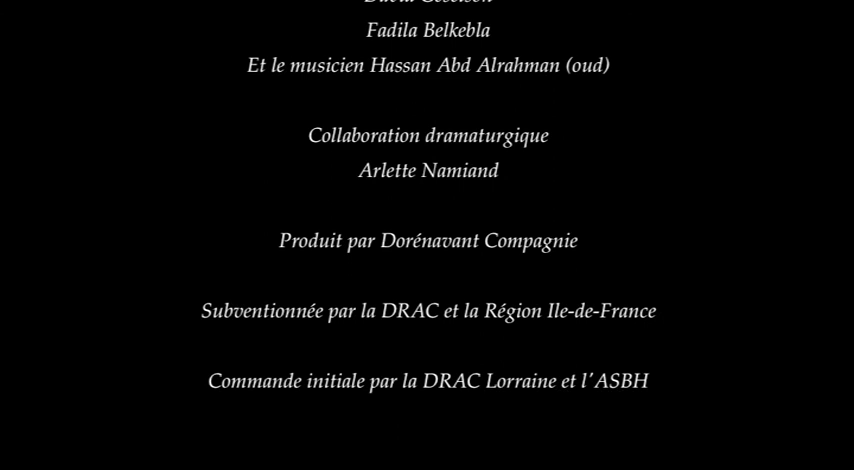 Fadila Belkebla
Et le musicien Hassan Abd Alrahman (oud)
Collaboration dramaturgique
Arlette Namiand
Produit par Dorénavant Compagnie
Subventionnée par la DRAC et la Région Ile-de-France
Commande initiale par la DRAC Lorraine et l'ASBH